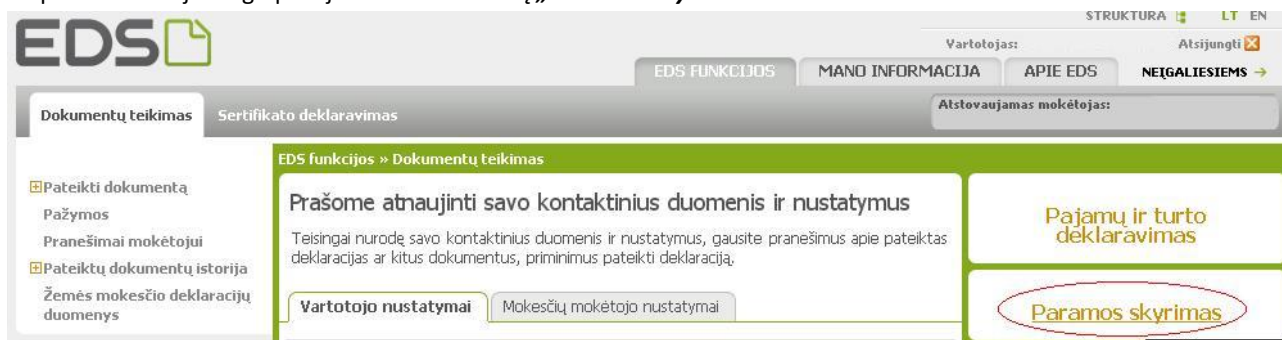 STRUKTŪRA LT EN
EDS
Vartotojas: Atsijungti
EDS FUNKCIJOS MANO INFORMACIJA APIE EDS NEĮGALIESIEMS →
Dokumentų teikimas Sertifikato deklaravimas
Atstovaujamas mokėtojas:
EDS funkcijos » Dokumentų teikimas
Pateikti dokumentą
Pažymos
Pranešimai mokėtojui
Pateiktų dokumentų istorija
Žemės mokesčio deklaracijų
duomenys
Prašome atnaujinti savo kontaktinius duomenis ir nustatymus
Teisingai nurodę savo kontaktinius duomenis ir nustatymus, gausite pranešimus apie pateiktas
deklaracijas ar kitus dokumentus, priminimus pateikti deklaraciją.
Vartotojo nustatymai Mokesčių mokėtojo nustatymai
Pajamų ir turto
deklaravimas
Paramos skyrimas